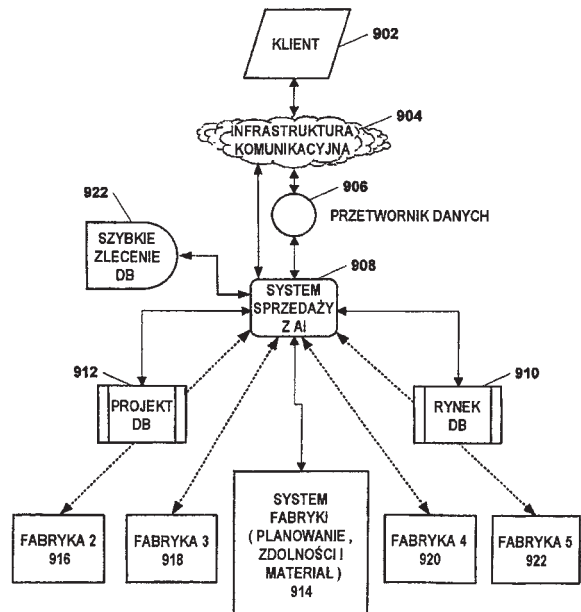 KLIENT
902
904
INFRASTRUKTURA
KOMUNIKACYJNA
906
PRZETWORNIK DANYCH
922
SZYBKIE
ZLECENIE
DB
908
SYSTEM
SPRZEDAŻY
Z AI
912
PROJEKT
DB
910
RYNEK
DB
FABRYKA 2
916
FABRYKA 3
918
SYSTEM
FABRYKI
( PLANOWANIE ,
ZDOLNOŚCI I
MATERIAŁ )
914
FABRYKA 4
920
FABRYKA 5
922